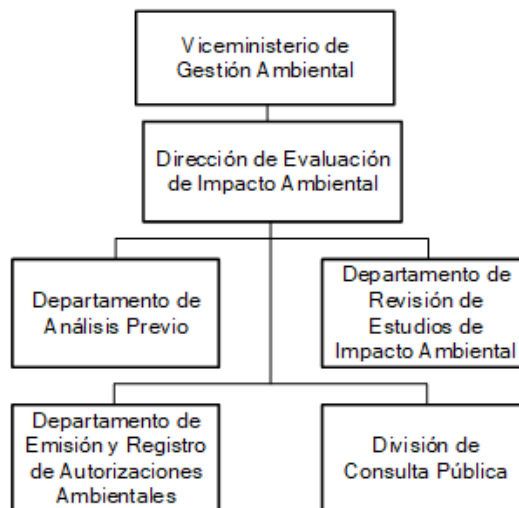 Viceministerio de
Gestión Ambiental
Dirección de Evaluación
de Impacto Ambiental
Departamento de
Análisis Previo
Departamento de
Revisión de
Estudios de
Impacto Ambiental
Departamento de
Emisión y Registro
de Autorizaciones
Ambientales
División de
Consulta Pública